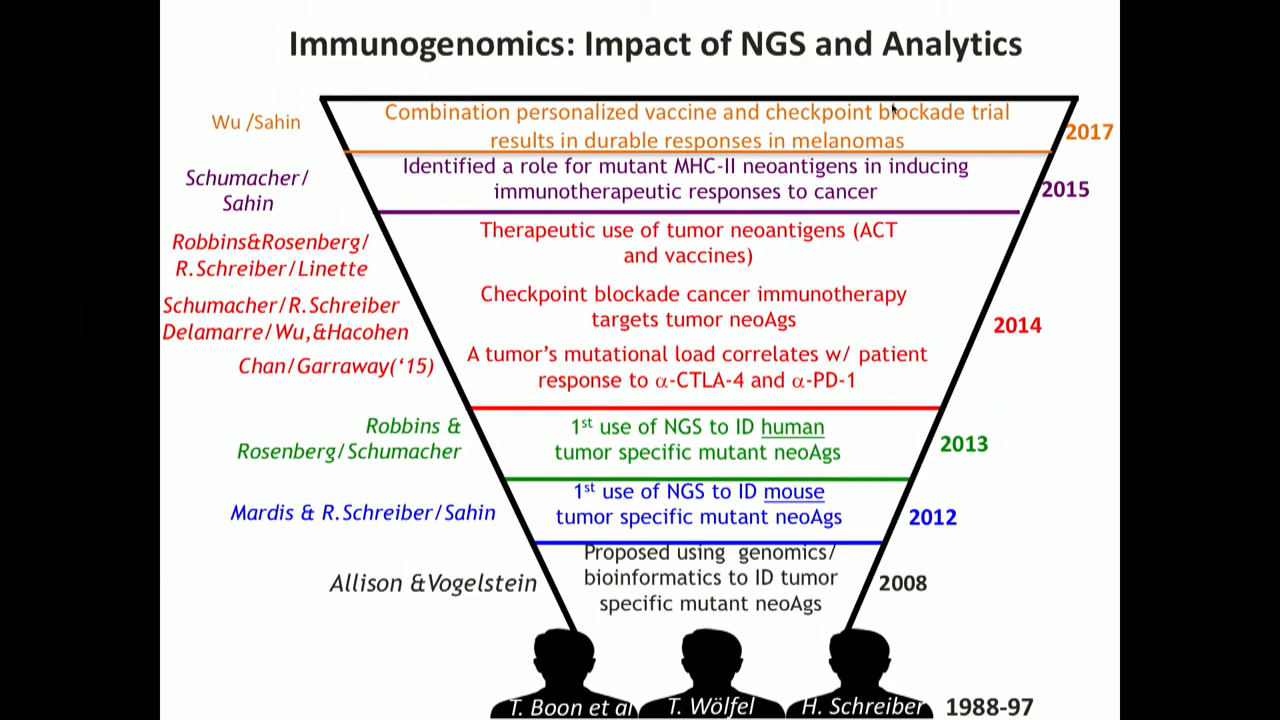 Immunogenomics: Impact of NGS and Analytics
Wu /Sahin
Combination personalized vaccine and checkpoint blockade trial
results in durable responses in melanomas
2017
Schumacher/
Sahin
Identified a role for mutant MHC-II neoantigens in inducing
immunotherapeutic responses to cancer
2015
Robbins&Rosenberg/
R.Schreiber/Linette
Therapeutic use of tumor neoantigens (ACT
and vaccines)
Schumacher/R.Schreiber
Delamarre/Wu,&Hacohen
Checkpoint blockade cancer immunotherapy
targets tumor neoAgs
2014
Chan/Garraway(‘15)
A tumor’s mutational load correlates w/ patient
response to α-CTLA-4 and α-PD-1
Robbins &
Rosenberg/Schumacher
1st use of NGS to ID human
tumor specific mutant neoAgs
2013
Mardis & R.Schreiber/Sahin
1st use of NGS to ID mouse
tumor specific mutant neoAgs
2012
Allison &Vogelstein
Proposed using genomics/
bioinformatics to ID tumor
specific mutant neoAgs
2008
T. Boon et al
T. Wölfel
H. Schreiber
1988-97